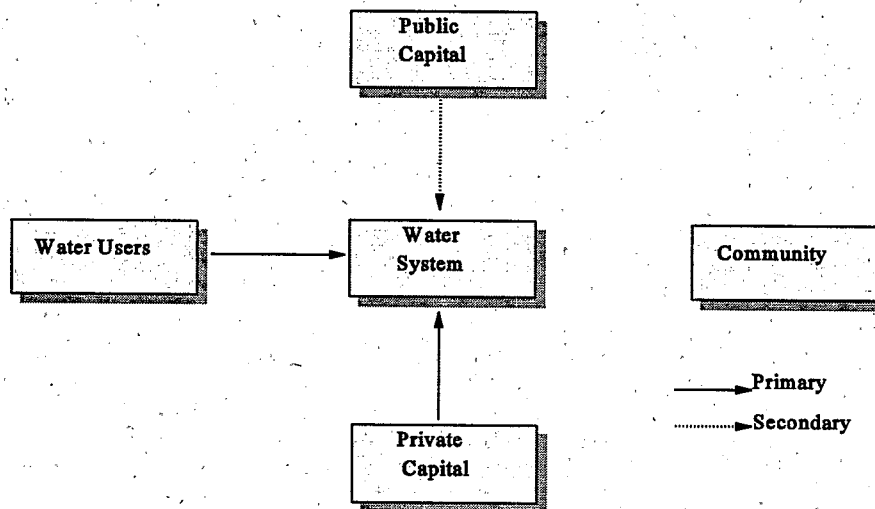 Public
Capital
Water Users
Water
System
Community
Primary
Secondary
Private
Capital